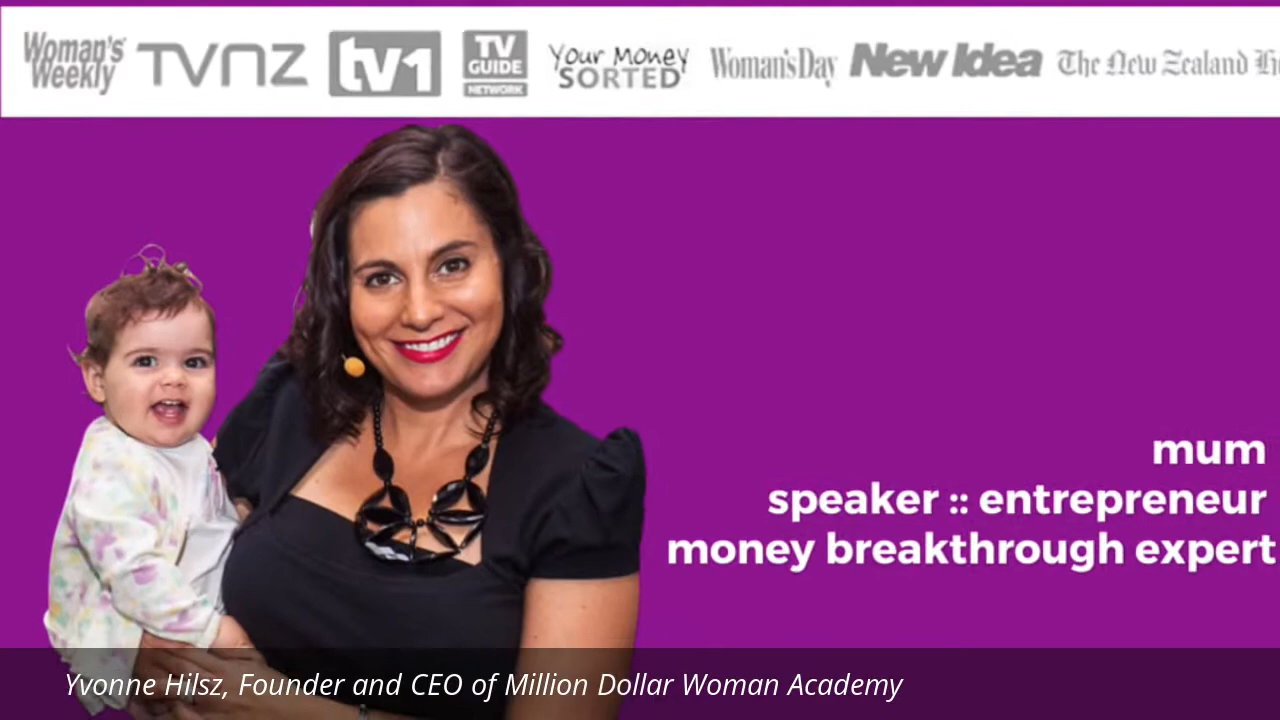 Woman's Weekly
TVNZ
tv1
TV GUIDE NETWORK
Your Money SORTED
Woman's Day
New Idea
The New Zealand
mum
speaker :: entrepreneur
money breakthrough expert
Yvonne Hilsz, Founder and CEO of Million Dollar Woman Academy